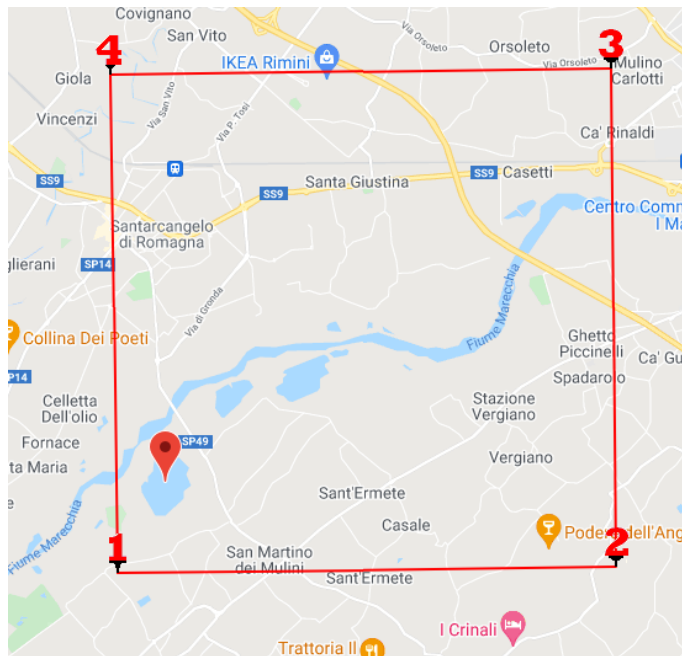 Covignano
San Vito
4
3
Via Orsoleto
Orsoleto
IKEA Rimini
Via Orsoleto
Mulino
Carlotti
Giola
Via San Vito
Via P. Tosi
Vincenzi
Ca' Rinaldi
SS9
SS9
Santa Giustina
SS9
Casetti
Centro Comm
I Ma
Santarcangelo
di Romagna
glierani
SP14
Via di Gronda
Fiume Marecchia
Collina Dei Poeti
Ghetto
Piccinelli
Ca' Gu
P14
Spadarolo
Celletta
Dell'olio
Stazione
Vergiano
Fornace
SP49
ta Maria
Vergiano
Sant'Ermete
Fiume Marecchia
Casale
Podere dell'Ang
1
2
San Martino
dei Mulini
Sant'Ermete
I Crinali
Trattoria Il